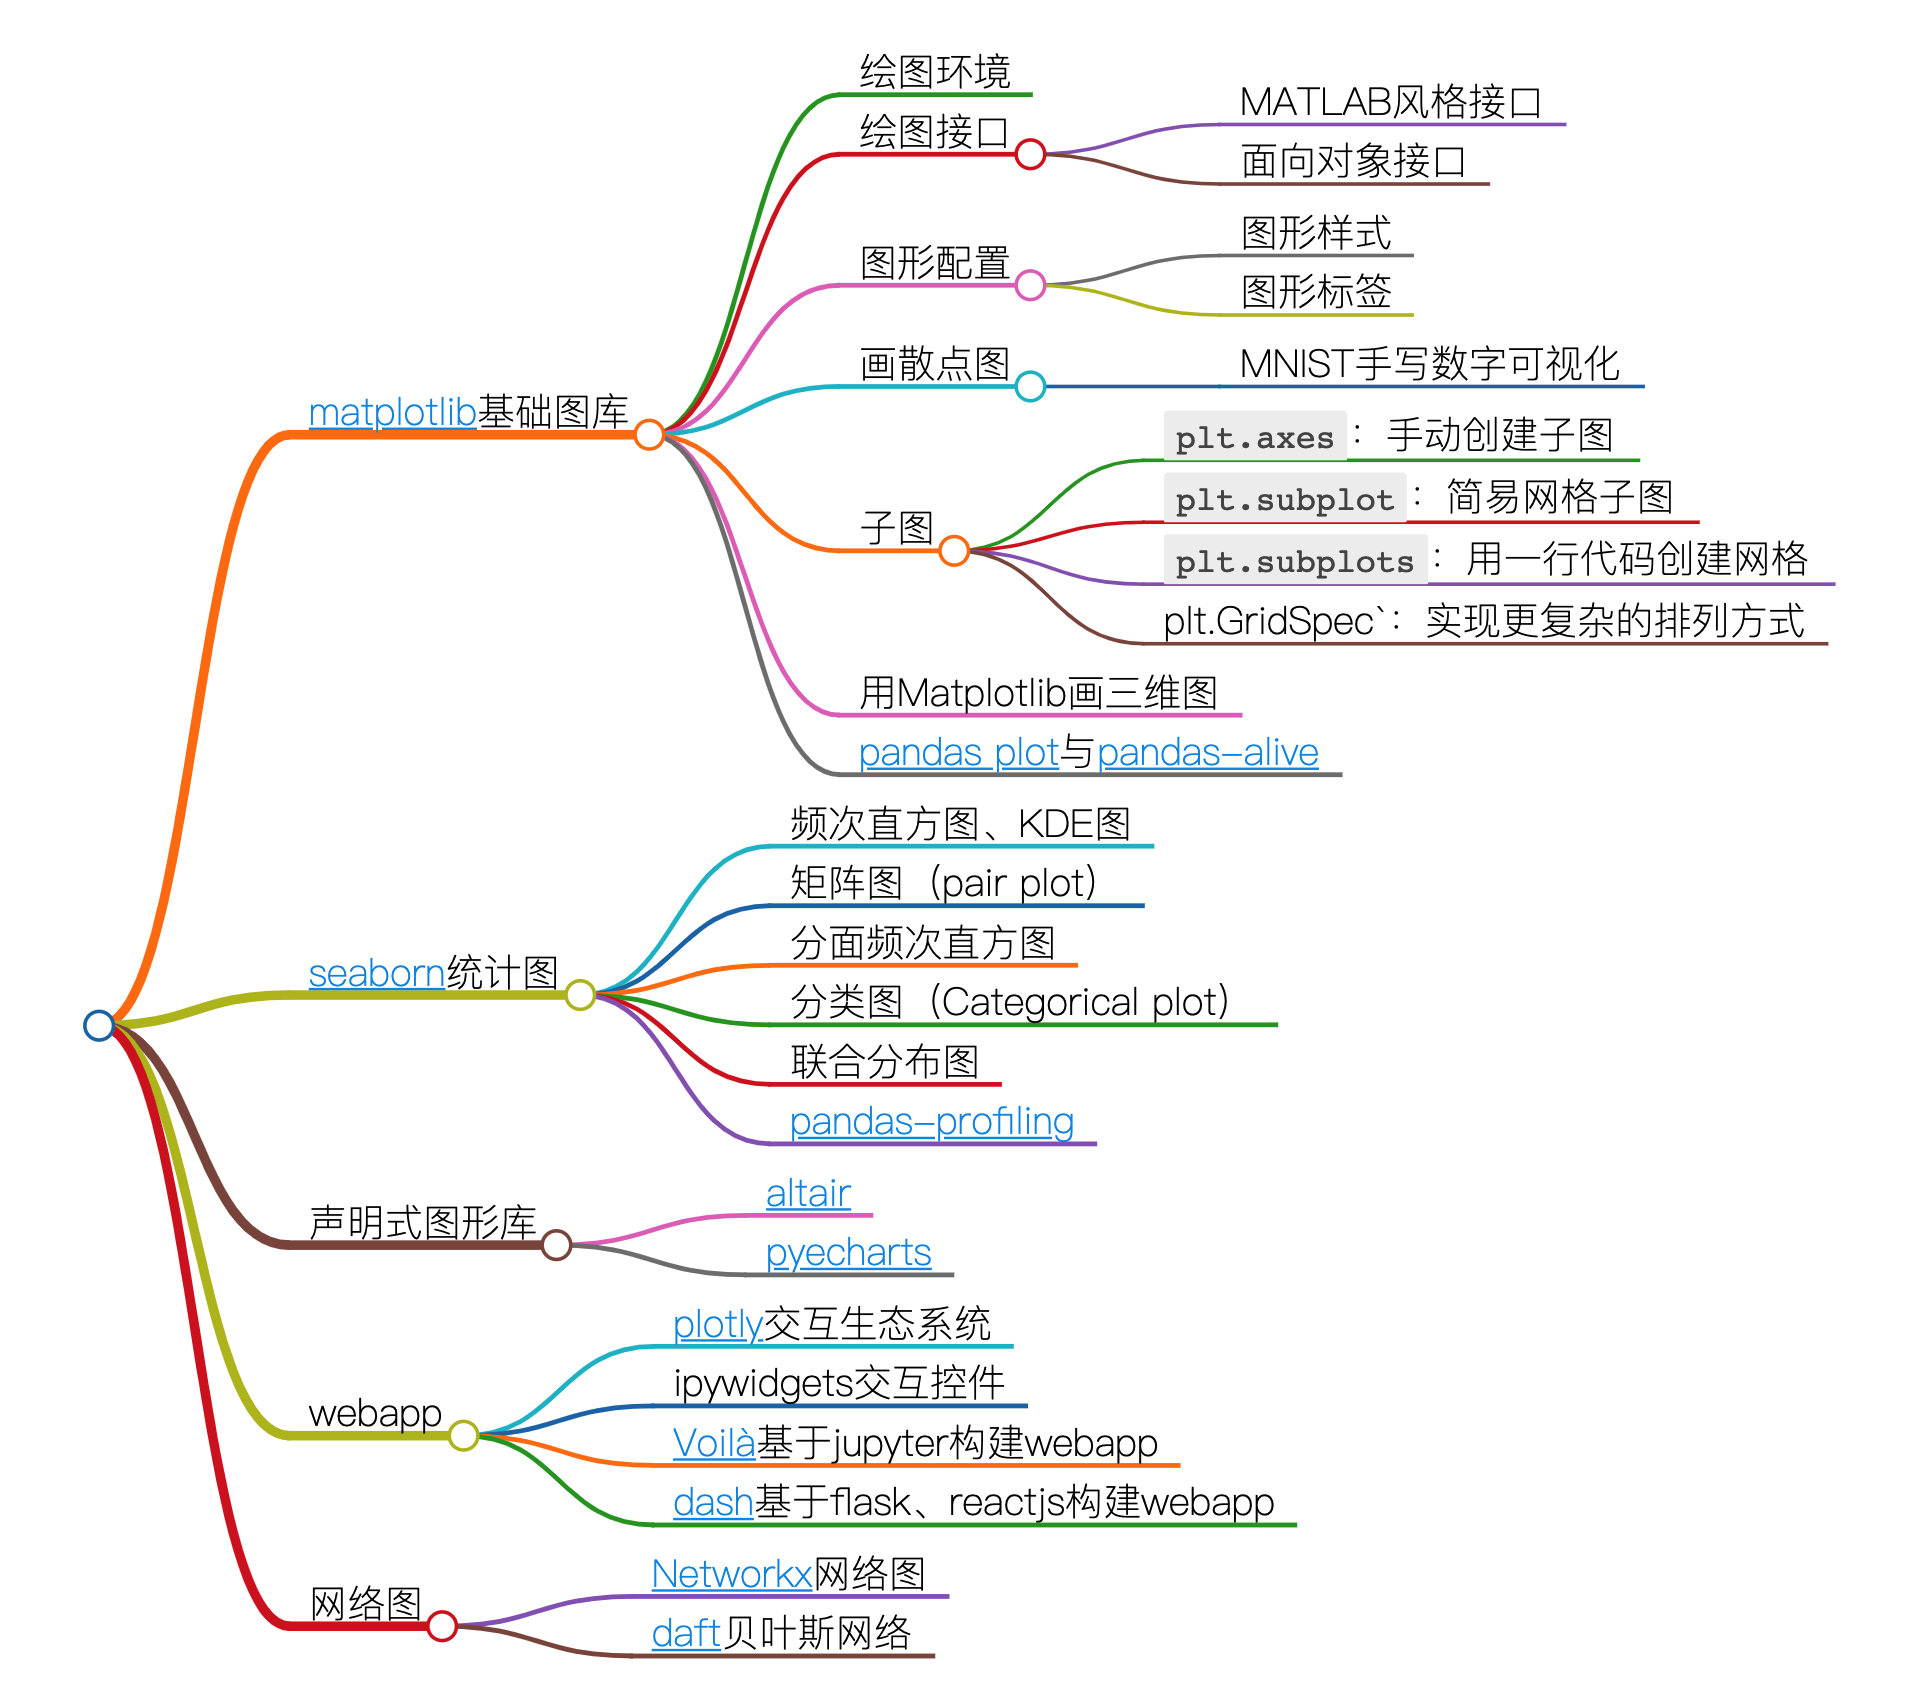 matplotlib基础图库
绘图环境
绘图接口
MATLAB风格接口
面向对象接口
图形配置
图形样式
图形标签
画散点图
MNIST手写数字可视化
子图
plt.axes：手动创建子图
plt.subplot：简易网格子图
plt.subplots：用一行代码创建网格
plt.GridSpec`：实现更复杂的排列方式
用Matplotlib画三维图
pandas plot与pandas-alive
seaborn统计图
频次直方图、KDE图
矩阵图（pair plot）
分面频次直方图
分类图（Categorical plot）
联合分布图
pandas-profiling
声明式图形库
altair
pyecharts
webapp
plotly交互生态系统
ipywidgets交互控件
Voilà基于jupyter构建webapp
dash基于flask、reactjs构建webapp
网络图
Networkx网络图
daft贝叶斯网络